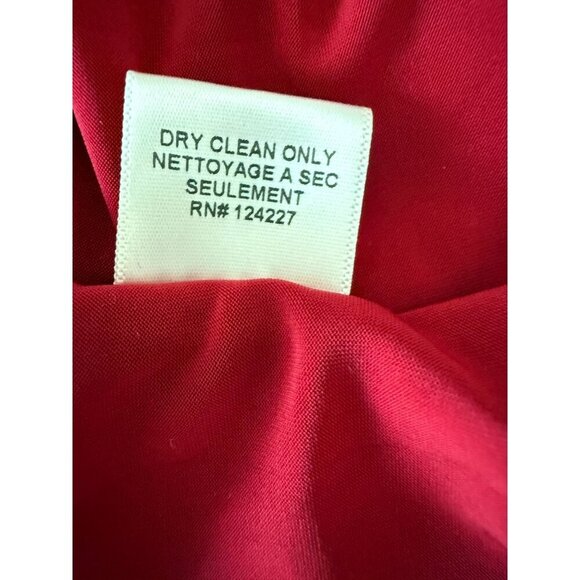 DRY CLEAN ONLY
NETTOYAGE A SEC
SEULEMENT
RN# 124227